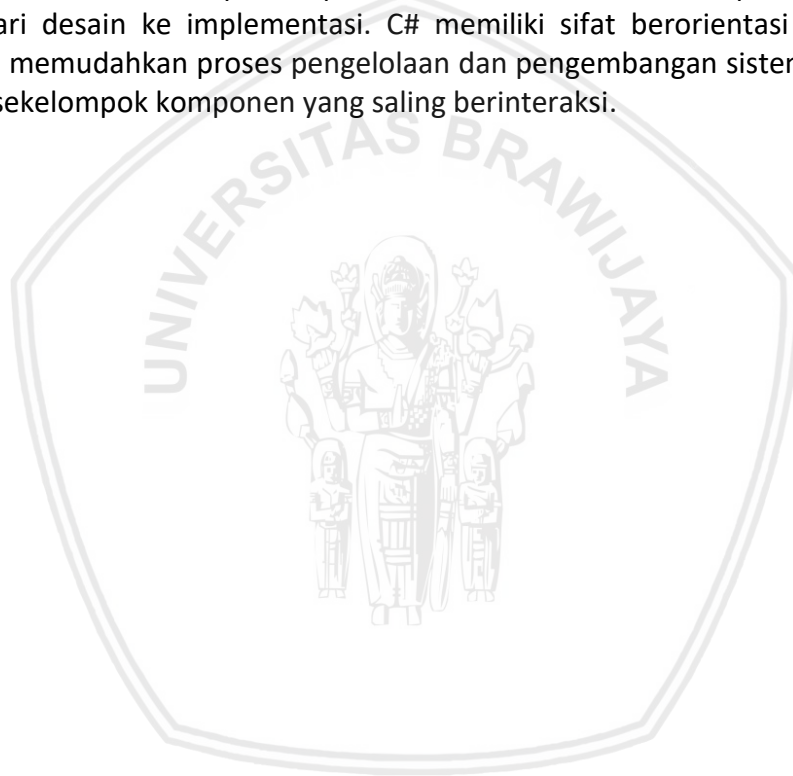 ari desain ke implementasi. C# memiliki sifat berorientasi
memudahkan proses pengelolaan dan pengembangan sister
sekelompok komponen yang saling berinteraksi.
UNIVERSITAS BRAWIJAYA